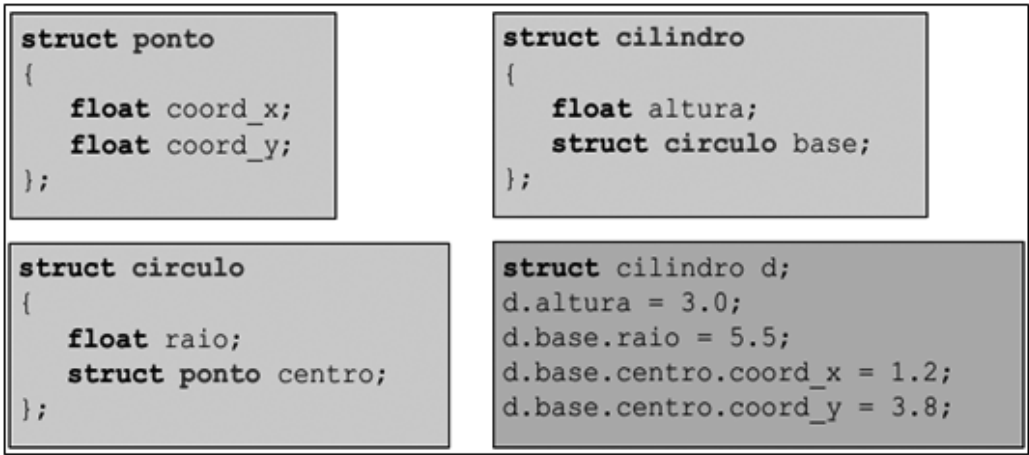 struct ponto
{
float coord_x;
float coord_y;
};
struct cilindro
{
float altura;
struct circulo base;
};
struct circulo
{
float raio;
struct ponto centro;
};
struct cilindro d;
d.altura = 3.0;
d.base.raio = 5.5;
d.base.centro.coord_x = 1.2;
d.base.centro.coord_y = 3.8;